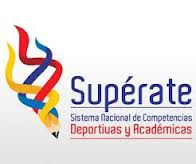 Supérate
Sistema Nacional de Competencias
Deportivas y Académicas